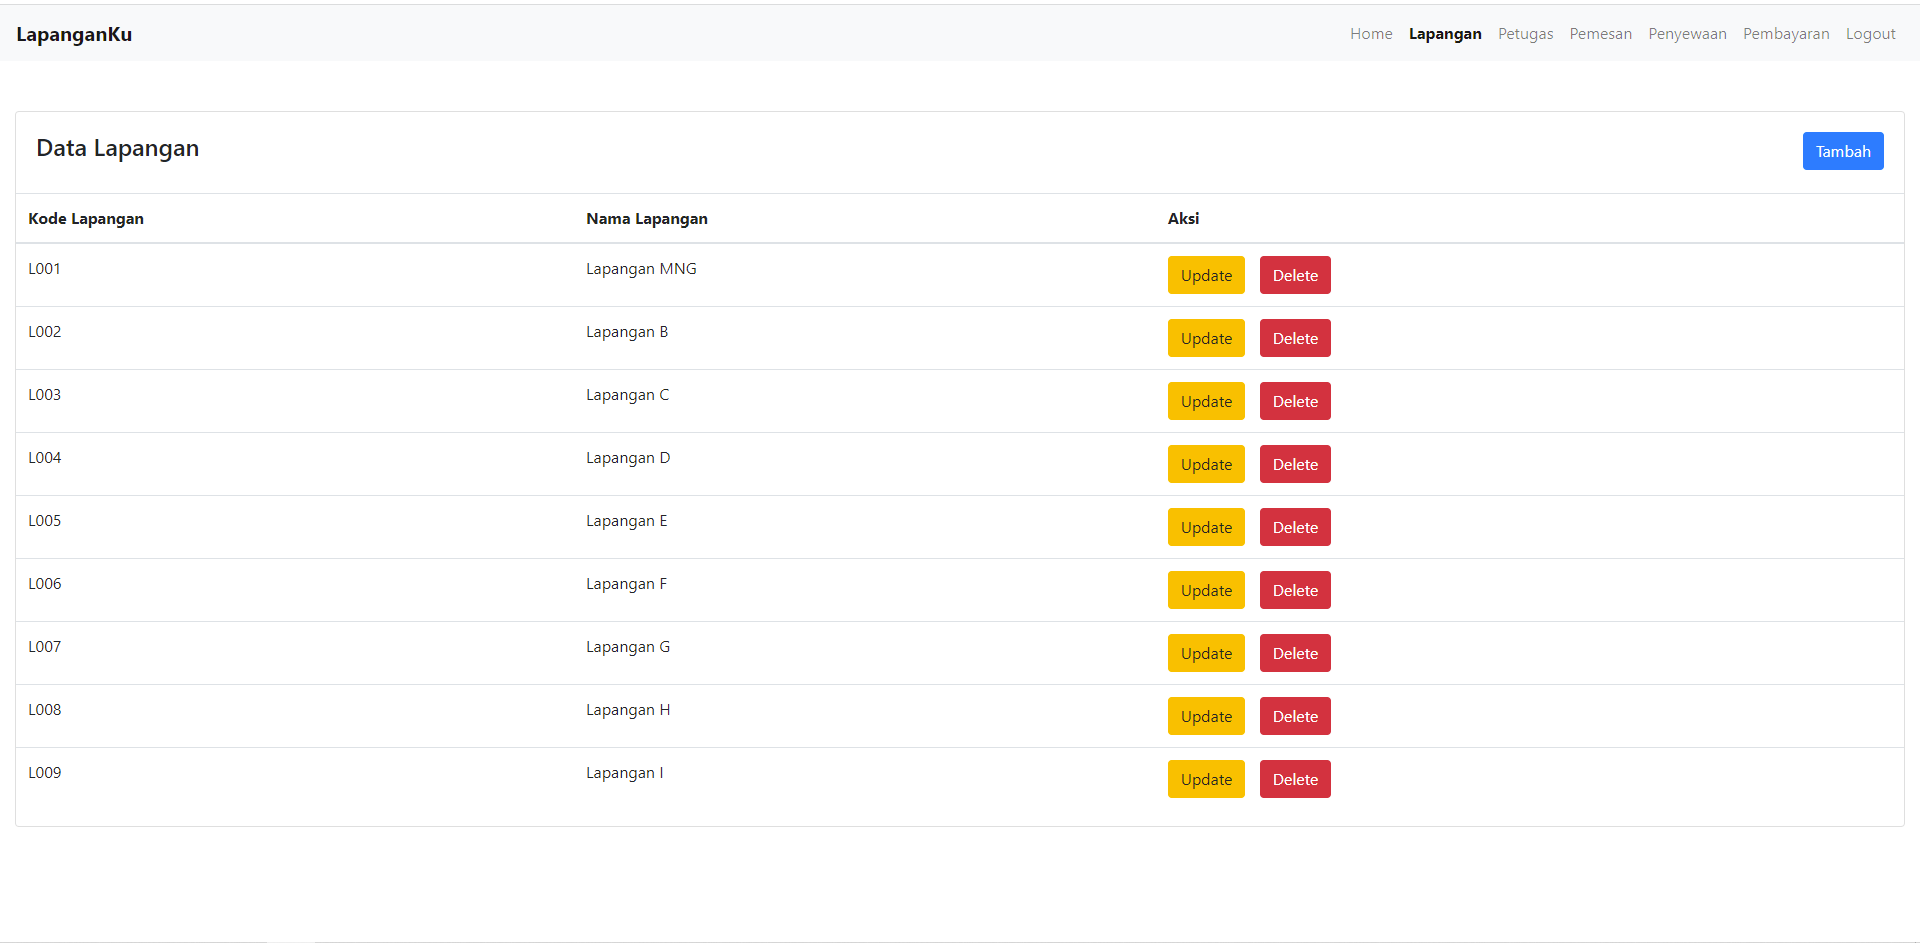 LapanganKu Home Lapangan Petugas Pemesan Penyewaan Pembayaran Logout
Data Lapangan Tambah
Kode Lapangan Nama Lapangan Aksi
L001 Lapangan MNG Update Delete
L002 Lapangan B Update Delete
L003 Lapangan C Update Delete
L004 Lapangan D Update Delete
L005 Lapangan E Update Delete
L006 Lapangan F Update Delete
L007 Lapangan G Update Delete
L008 Lapangan H Update Delete
L009 Lapangan I Update Delete